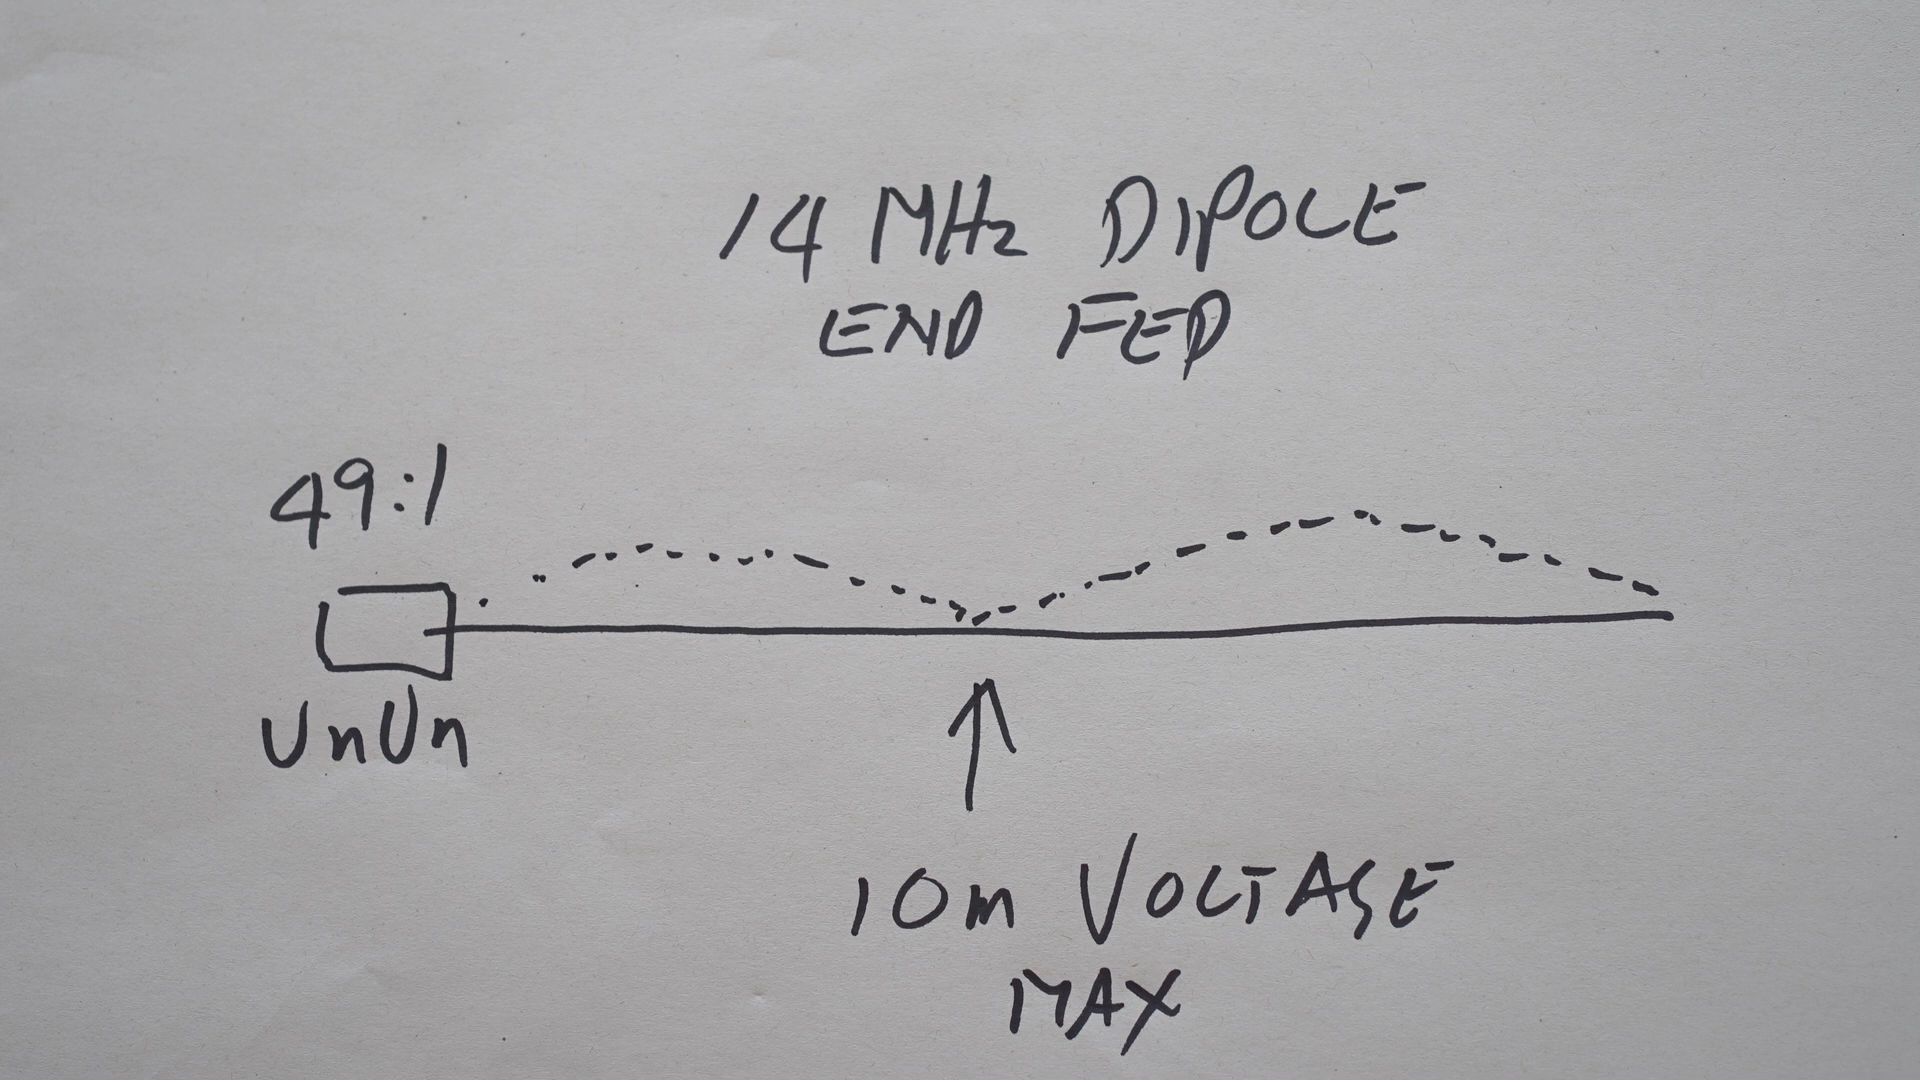 14 MHz DIPOLE
END FED
49:1
UnUn
10m VOLTAGE
MAX